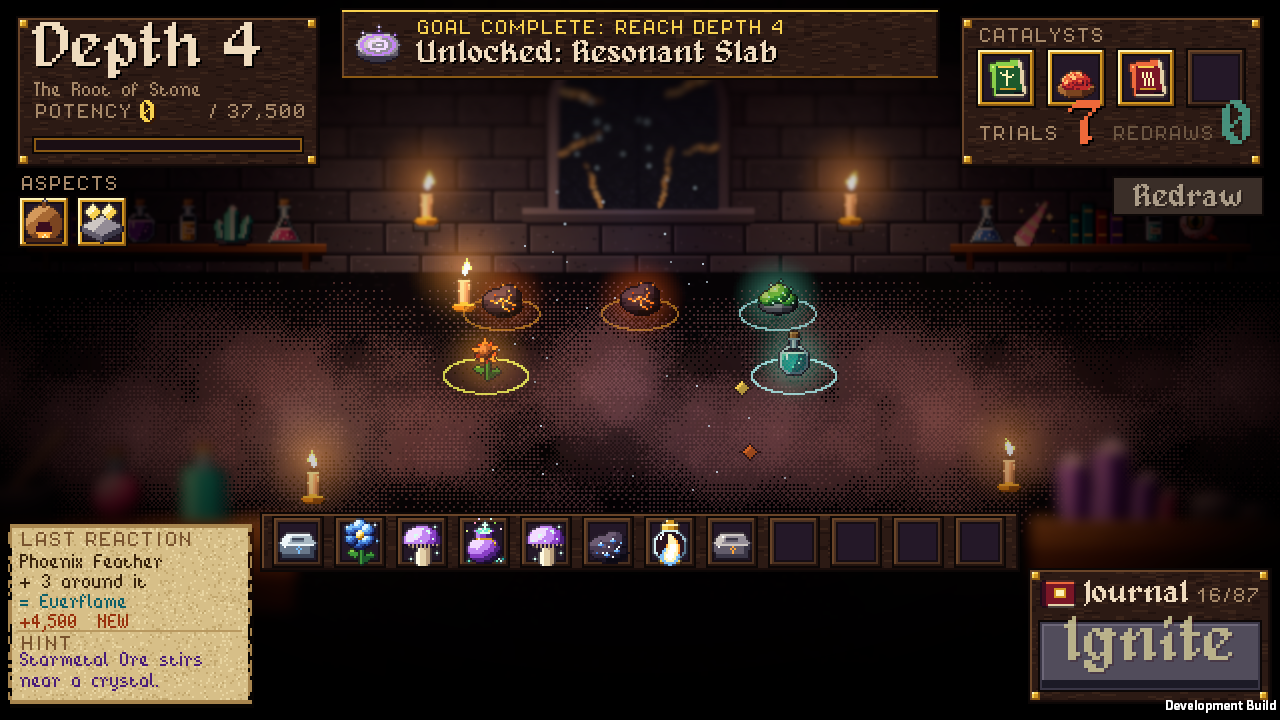 Depth 4
The Root of Stone
POTENCY 0 / 37,500
ASPECTS
GOAL COMPLETE: REACH DEPTH 4
Unlocked: Resonant Slab
CATALYSTS
TRIALS 7 REDRAWS 0
Redraw
LAST REACTION
Phoenix Feather
+ 3 around it
= Everflame
+4,500 NEW
HINT
Starmetal Ore stirs
near a crystal.
Journal 16/87
Ignite
Development Build